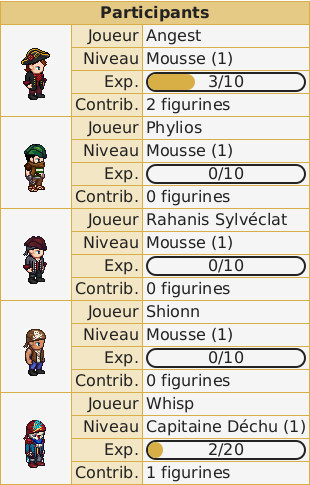 Participants
Joueur Angest
Niveau Mousse (1)
Exp. 3/10
Contrib. 2 figurines
Joueur Phylios
Niveau Mousse (1)
Exp. 0/10
Contrib. 0 figurines
Joueur Rahanis Sylvéclat
Niveau Mousse (1)
Exp. 0/10
Contrib. 0 figurines
Joueur Shionn
Niveau Mousse (1)
Exp. 0/10
Contrib. 0 figurines
Joueur Whisp
Niveau Capitaine Déchu (1)
Exp. 2/20
Contrib. 1 figurines